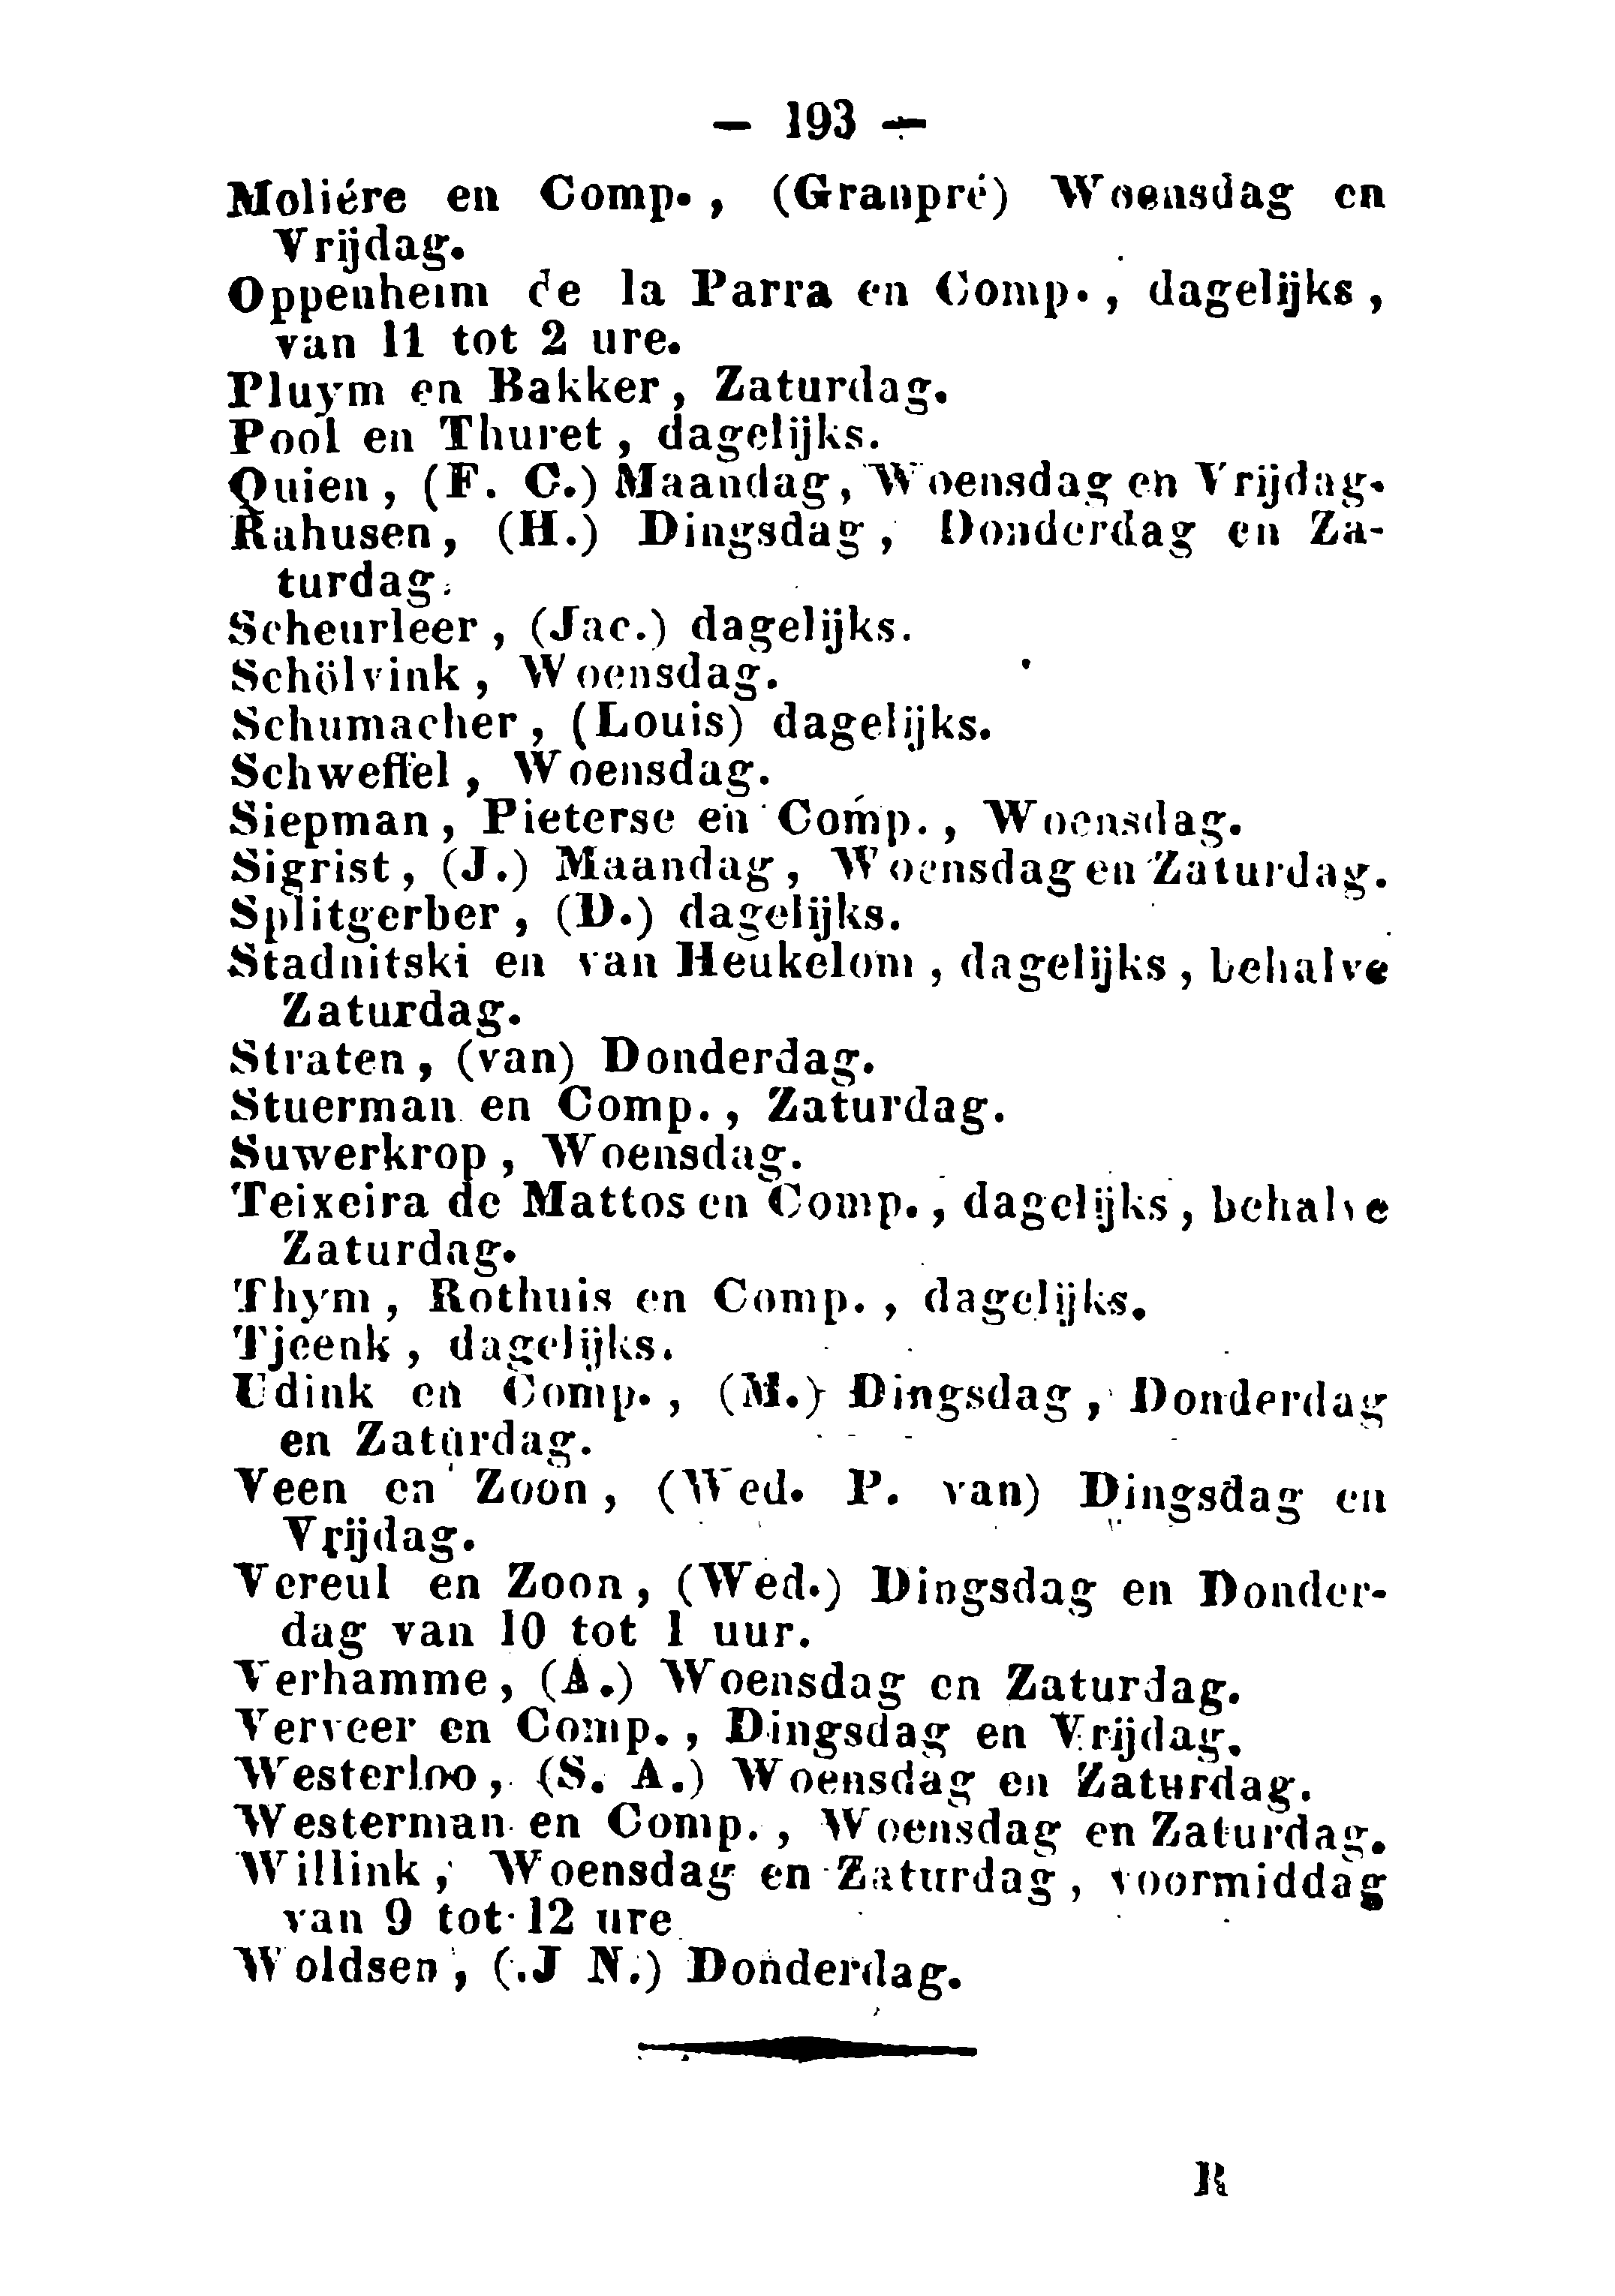 — 193 —
Moliére en Comp., (Granpré) Woensdag en
Vrijdag.
Oppenheim de la Parra en Comp., dagelijks,
van 11 tot 2 ure.
Pluym en Bakker, Zaturdag.
Pool en Thuret, dagelijks.
Quien, (F. C.) Maandag, Woensdag en Vrijdag.
Rahusen, (H.) Dingsdag, Donderdag en Za-
turdag.
Scheurleer, (Jac.) dagelijks.
Schölvink, Woensdag.
Schumacher, (Louis) dagelijks.
Schweffel, Woensdag.
Siepman, Pieterse en Comp., Woensdag.
Sigrist, (J.) Maandag, Woensdag en Zaturdag.
Splitgerber, (D.) dagelijks.
Stadnitski en van Heukelom, dagelijks, behalve
Zaturdag.
Straten, (van) Donderdag.
Stuerman en Comp., Zaturdag.
Suwerkrop, Woensdag.
Teixeira de Mattos en Comp., dagelijks, behalve
Zaturdag.
Thym, Rothuis en Comp., dagelijks.
Tjeenk, dagelijks.
Udink en Comp., (M.) Dingsdag, Donderdag
en Zaturdag.
Veen en Zoon, (Wed. P. van) Dingsdag en
Vrijdag.
Vereul en Zoon, (Wed.) Dingsdag en Donder-
dag van 10 tot 1 uur.
Verhamme, (A.) Woensdag en Zaturdag.
Verveer en Comp., Dingsdag en Vrijdag.
Westerloo, (S. A.) Woensdag en Zaturdag.
Westerman en Comp., Woensdag en Zaturdag.
Willink, Woensdag en Zaturdag, voormiddag
van 9 tot 12 ure
Woldsen, (J N.) Donderdag.
R